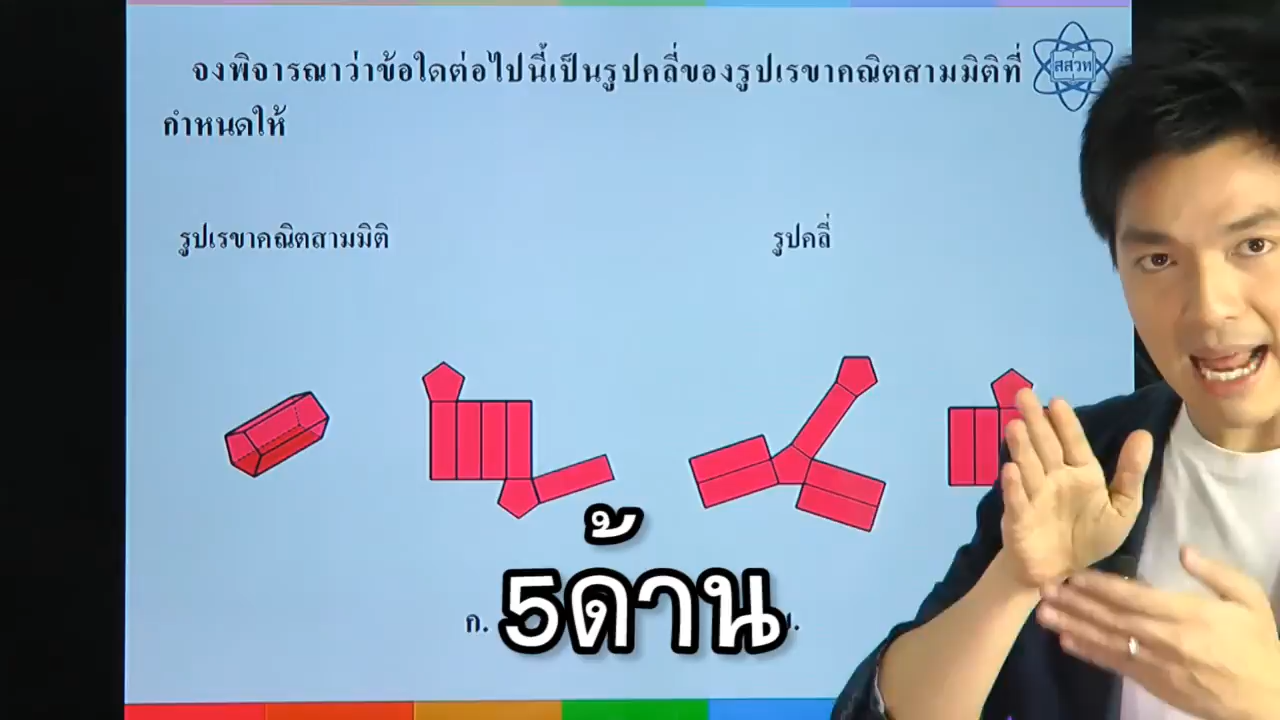 จงพิจารณาว่าข้อใดต่อไปนี้เป็นรูปคลี่ของรูปเรขาคณิตสามมิติที่
สสวท
กำหนดให้
รูปเรขาคณิตสามมิติ
รูปคลี่
ก.
5ด้าน